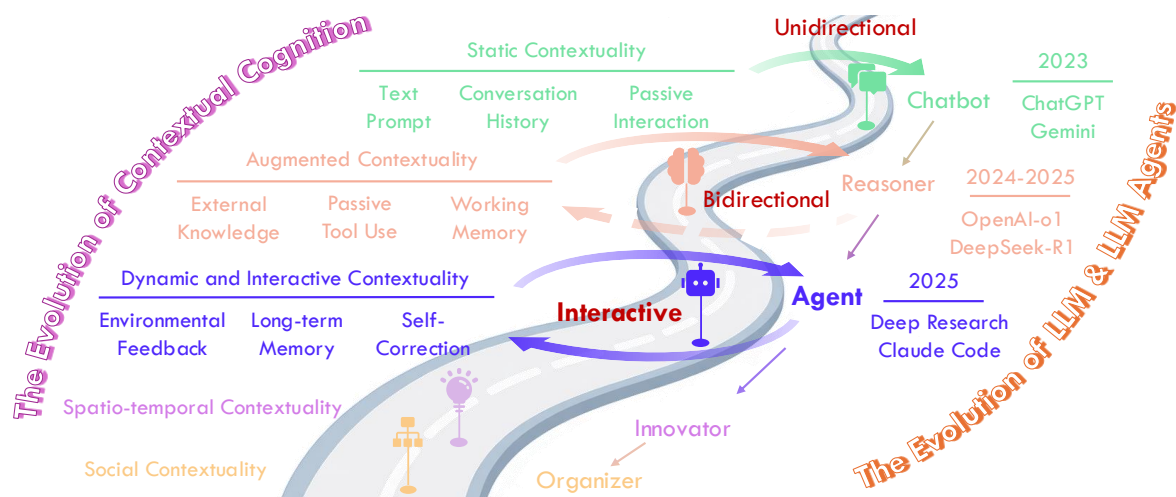 The Evolution of Contextual Cognition
Unidirectional
Static Contextuality
Text
Prompt
Conversation
History
Passive
Interaction
Chatbot
2023
ChatGPT
Gemini
Augmented Contextuality
External
Knowledge
Passive
Tool Use
Working
Memory
Bidirectional
Reasoner
2024-2025
OpenAI-o1
DeepSeek-R1
Dynamic and Interactive Contextuality
Environmental
Feedback
Long-term
Memory
Self-
Correction
Interactive
Agent
2025
Deep Research
Claude Code
Spatio-temporal Contextuality
Innovator
Social Contextuality
Organizer
The Evolution of LLM & LLM Agents